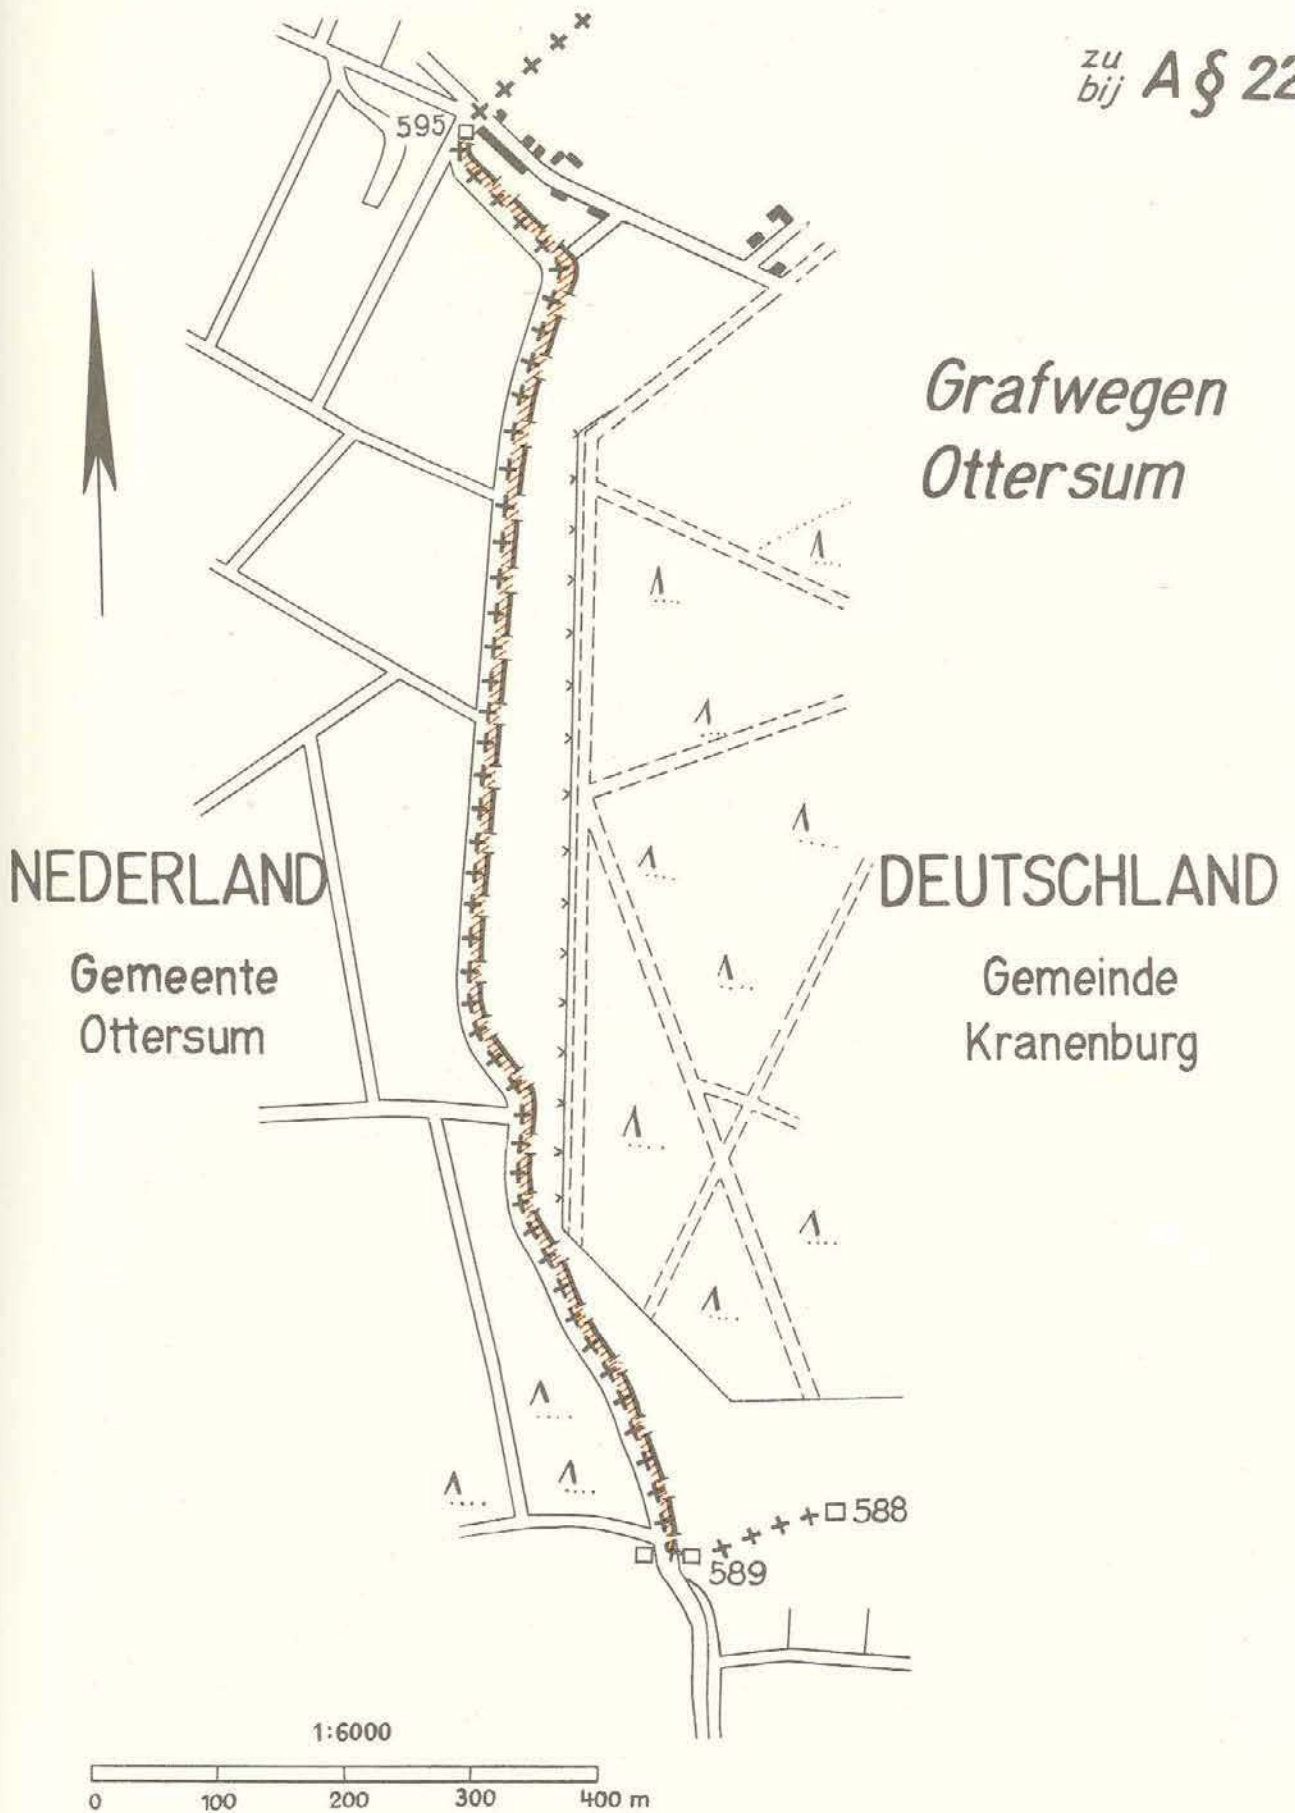 zu
bij A § 22
595
Grafwegen
Ottersum
NEDERLAND
Gemeente
Ottersum
DEUTSCHLAND
Gemeinde
Kranenburg
588
589
1:6000
0 100 200 300 400 m